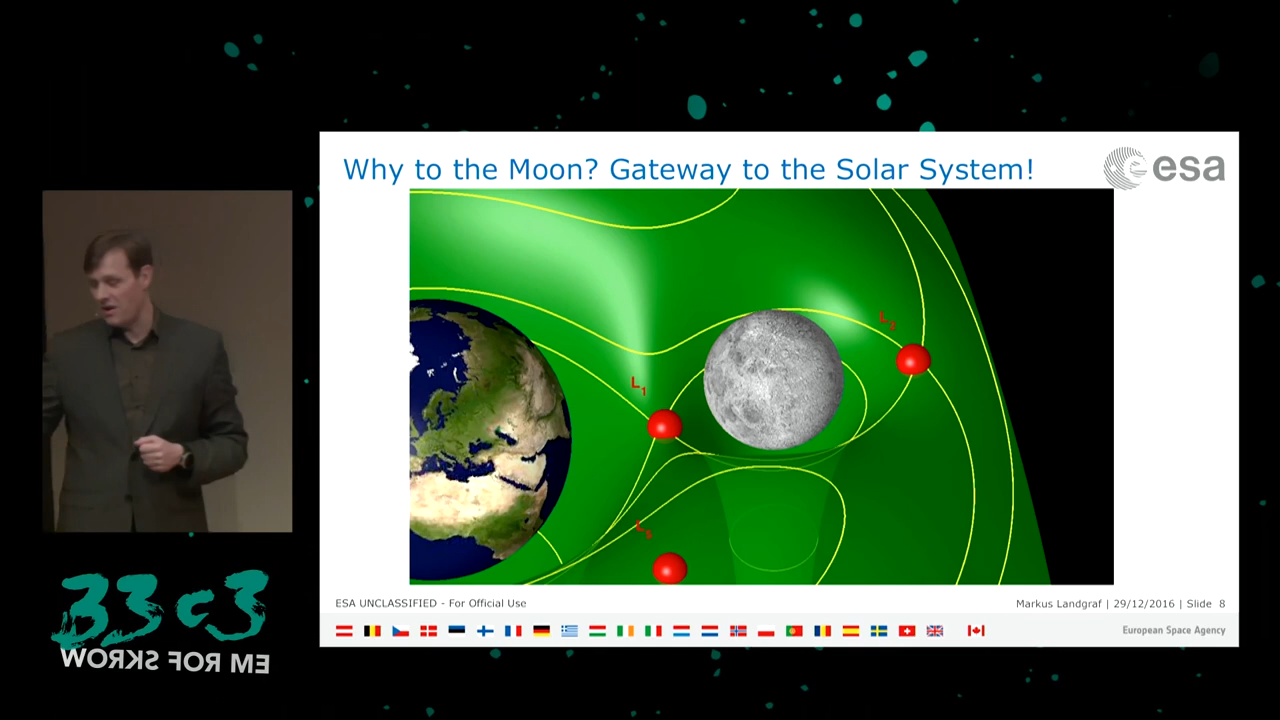 Why to the Moon? Gateway to the Solar System!
esa
L2
L1
L5
33c3
WORKS FOR ME
ESA UNCLASSIFIED - For Official Use
Markus Landgraf | 29/12/2016 | Slide 8
European Space Agency